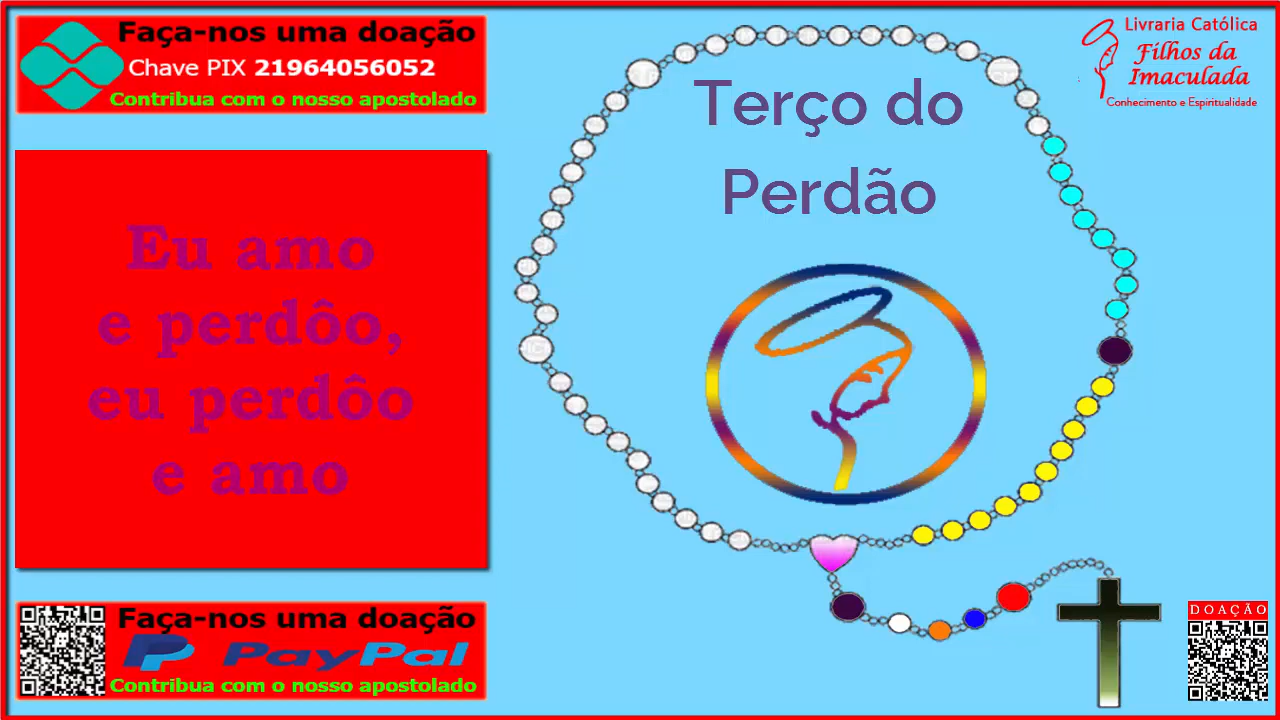 Faça-nos uma doação
Chave PIX 21964056052
Contribua com o nosso apostolado
Terço do
Perdão
Livraria Católica
Filhos da
Imaculada
Conhecimento e Espiritualidade
Eu amo
e perdôo,
eu perdôo
e amo
Faça-nos uma doação
PayPal
Contribua com o nosso apostolado
DOAÇÃO